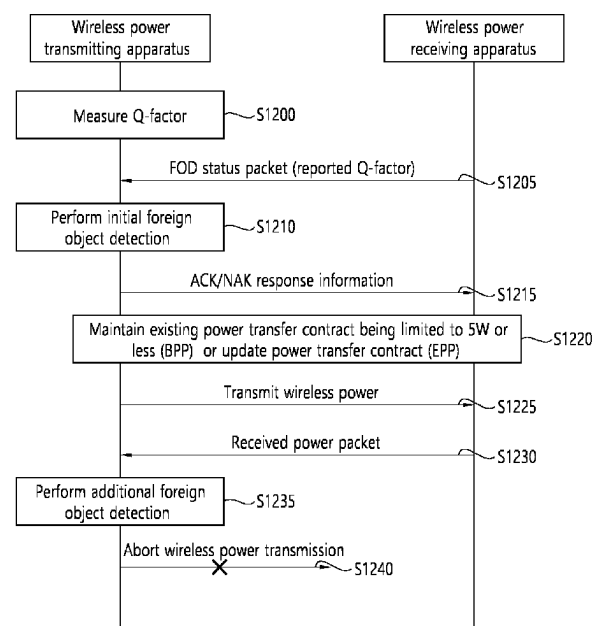 Wireless power
transmitting apparatus
Wireless power
receiving apparatus
Measure Q-factor
S1200
FOD status packet (reported Q-factor)
S1205
Perform initial foreign
object detection
S1210
ACK/NAK response information
S1215
Maintain existing power transfer contract being limited to 5W or
less (BPP) or update power transfer contract (EPP)
S1220
Transmit wireless power
S1225
Received power packet
S1230
Perform additional foreign
object detection
S1235
Abort wireless power transmission
S1240